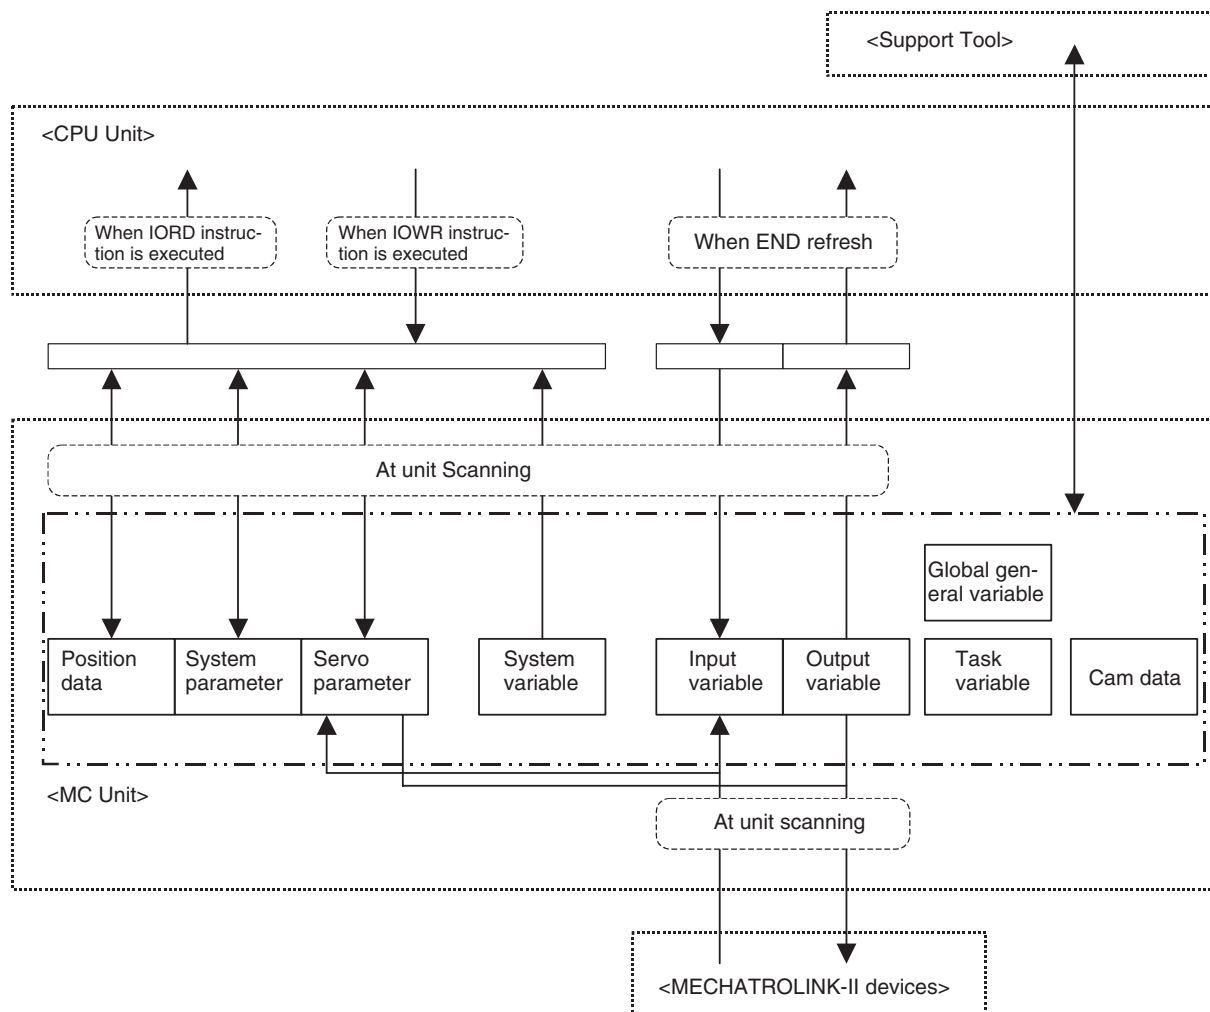 <Support Tool>
<CPU Unit>
When IORD instruc-
tion is executed
When IOWR instruc-
tion is executed
When END refresh
At unit Scanning
Global gen-
eral variable
Position
data
System
parameter
Servo
parameter
System
variable
Input
variable
Output
variable
Task
variable
Cam data
<MC Unit>
At unit scanning
<MECHATROLINK-II devices>